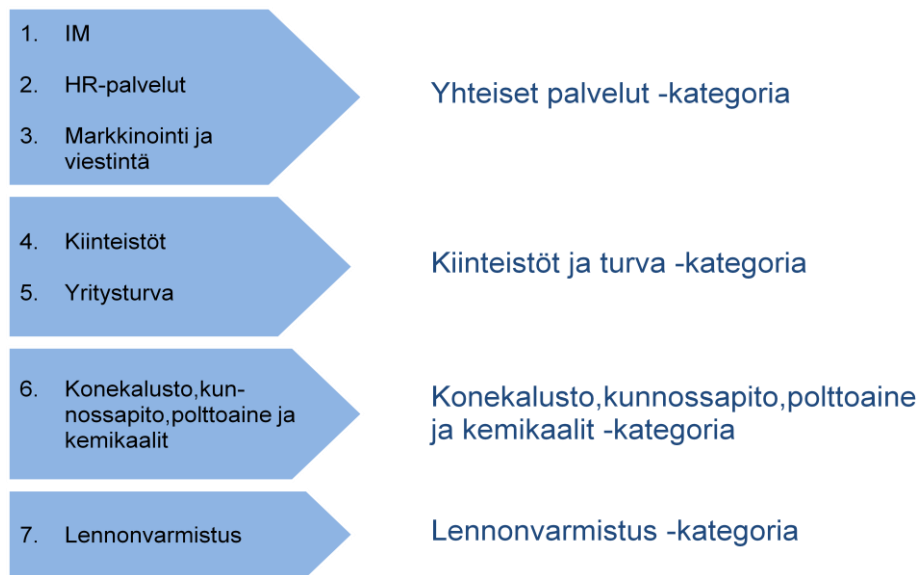 1. IM
2. HR-palvelut
3. Markkinointi ja
viestintä
Yhteiset palvelut -kategoria
4. Kiinteistöt
5. Yritysturva
Kiinteistöt ja turva -kategoria
6. Konekalusto,kun-
nossapito,polttoaine ja
kemikaalit
Konekalusto,kunnossapito,polttoaine
ja kemikaalit -kategoria
7. Lennonvarmistus
Lennonvarmistus -kategoria